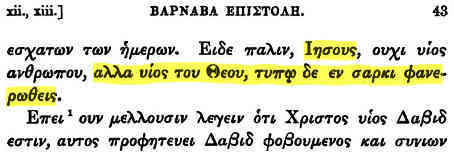 xii., xiii.] ΒΑΡΝΑΒΑ ΕΠΙΣΤΟΛΗ. 43
εσχατων των ἡμερων. Ειδε παλιν, Ιησους, ουχι υἱος
ανθρωπου, αλλα υἱος του Θεου, τυπῳ δε εν σαρκι φανε-
ρωθεις.
Επει¹ ουν μελλουσιν λεγειν ὁτι Χριστος υἱος Δαβιδ
εστιν, αυτος προφητευει Δαβιδ φοβουμενος και συνιων